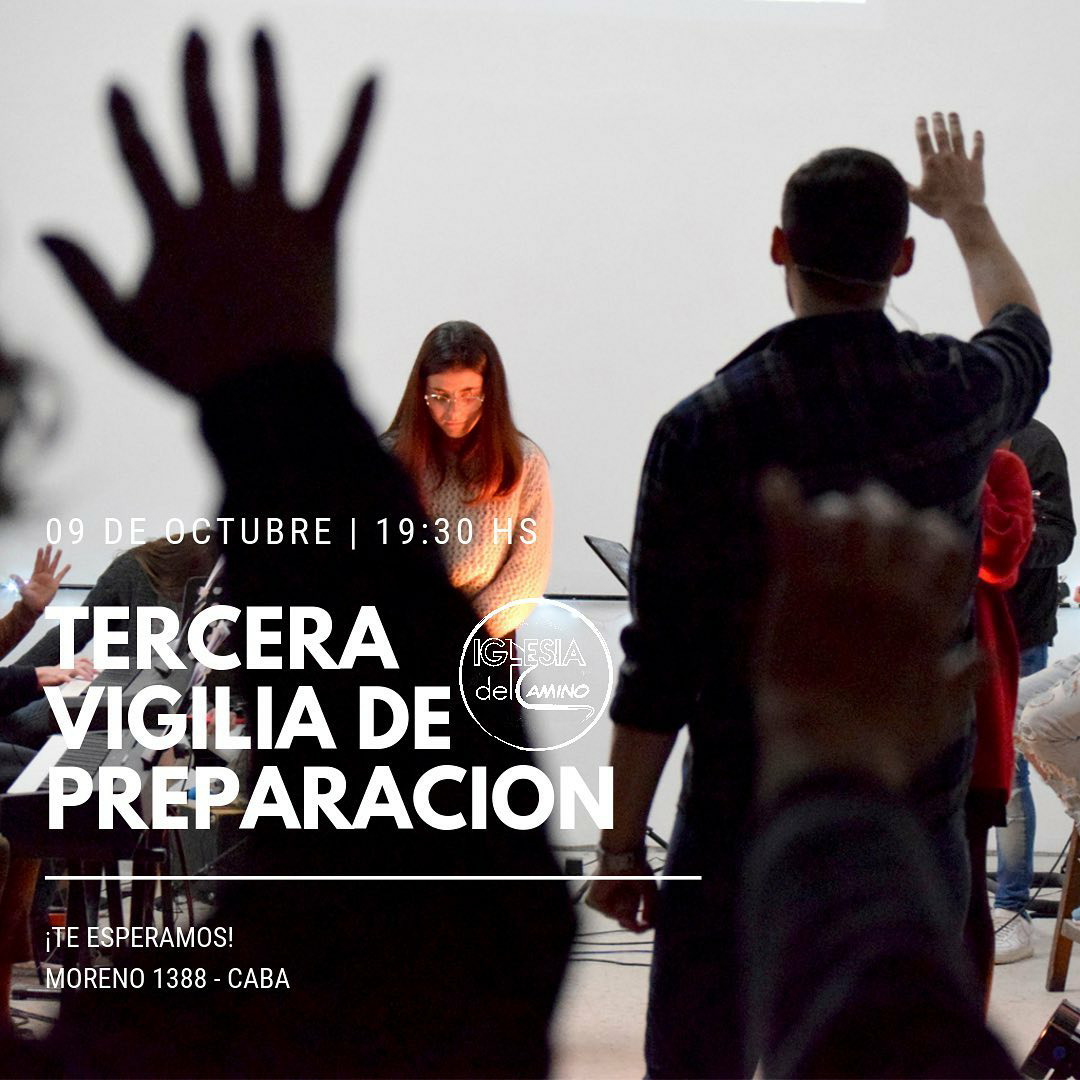 09 DE OCTUBRE | 19:30 HS
TERCERA
VIGILIA DE
PREPARACION
IGLESIA
del CAMINO
¡TE ESPERAMOS!
MORENO 1388 - CABA